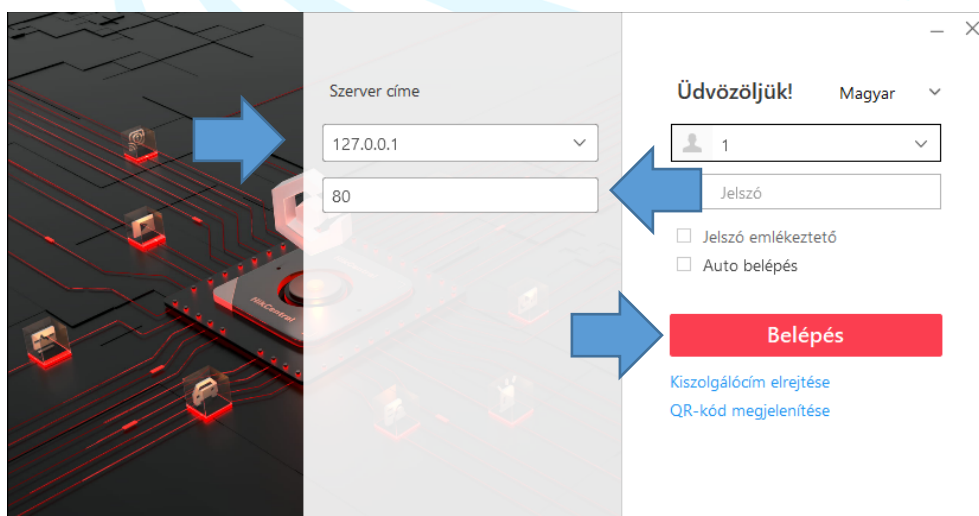 Szerver címe
127.0.0.1
80
HikCentral
Üdvözöljük!
Magyar
1
Jelszó
Jelszó emlékeztető
Auto belépés
Belépés
Kiszolgálócím elrejtése
QR-kód megjelenítése